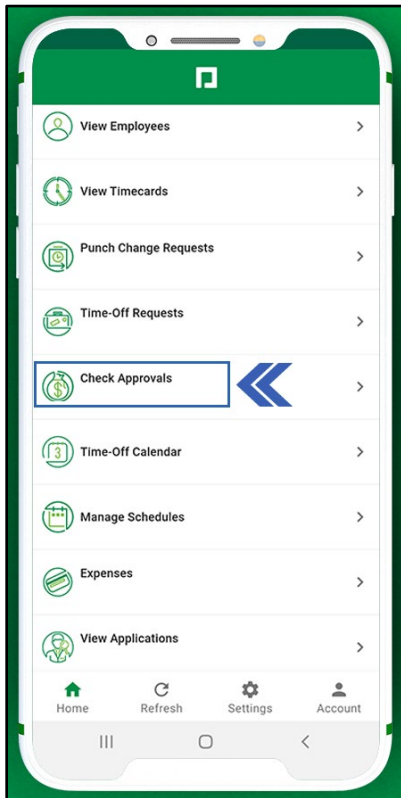 View Employees
View Timecards
Punch Change Requests
Time-Off Requests
Check Approvals
3
Time-Off Calendar
Manage Schedules
Expenses
View Applications
Home Refresh Settings Account